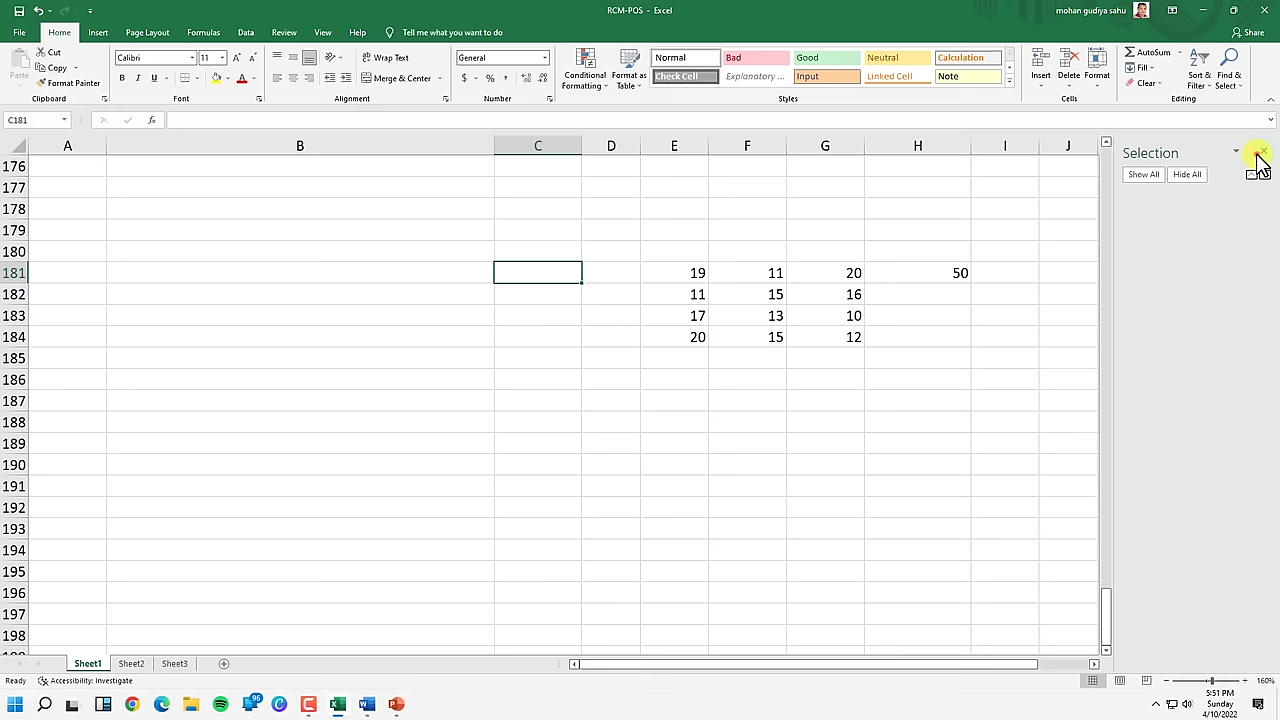 RCM-POS - Excel
mohan gudiya sahu
File Home Insert Page Layout Formulas Data Review View Help Tell me what you want to do
Share
Paste
Cut
Copy
Format Painter
Clipboard
Calibri 11
B I U
Font
Wrap Text
Merge & Center
Alignment
General
$ % ,
Number
Conditional Formatting
Format as Table
Normal Bad Good Neutral Calculation
Check Cell Explanatory ... Input Linked Cell Note
Styles
Insert Delete Format
Cells
AutoSum
Fill
Clear
Sort & Filter
Find & Select
Editing
C181
fx
A B C D E F G H I J
176
177
178
179
180
181 19 11 20 50
182 11 15 16
183 17 13 10
184 20 15 12
185
186
187
188
189
190
191
192
193
194
195
196
197
198
Selection
Show All Hide All
Sheet1 Sheet2 Sheet3
Ready Accessibility: Investigate
160%
96
5:51 PM
Sunday
4/10/2022